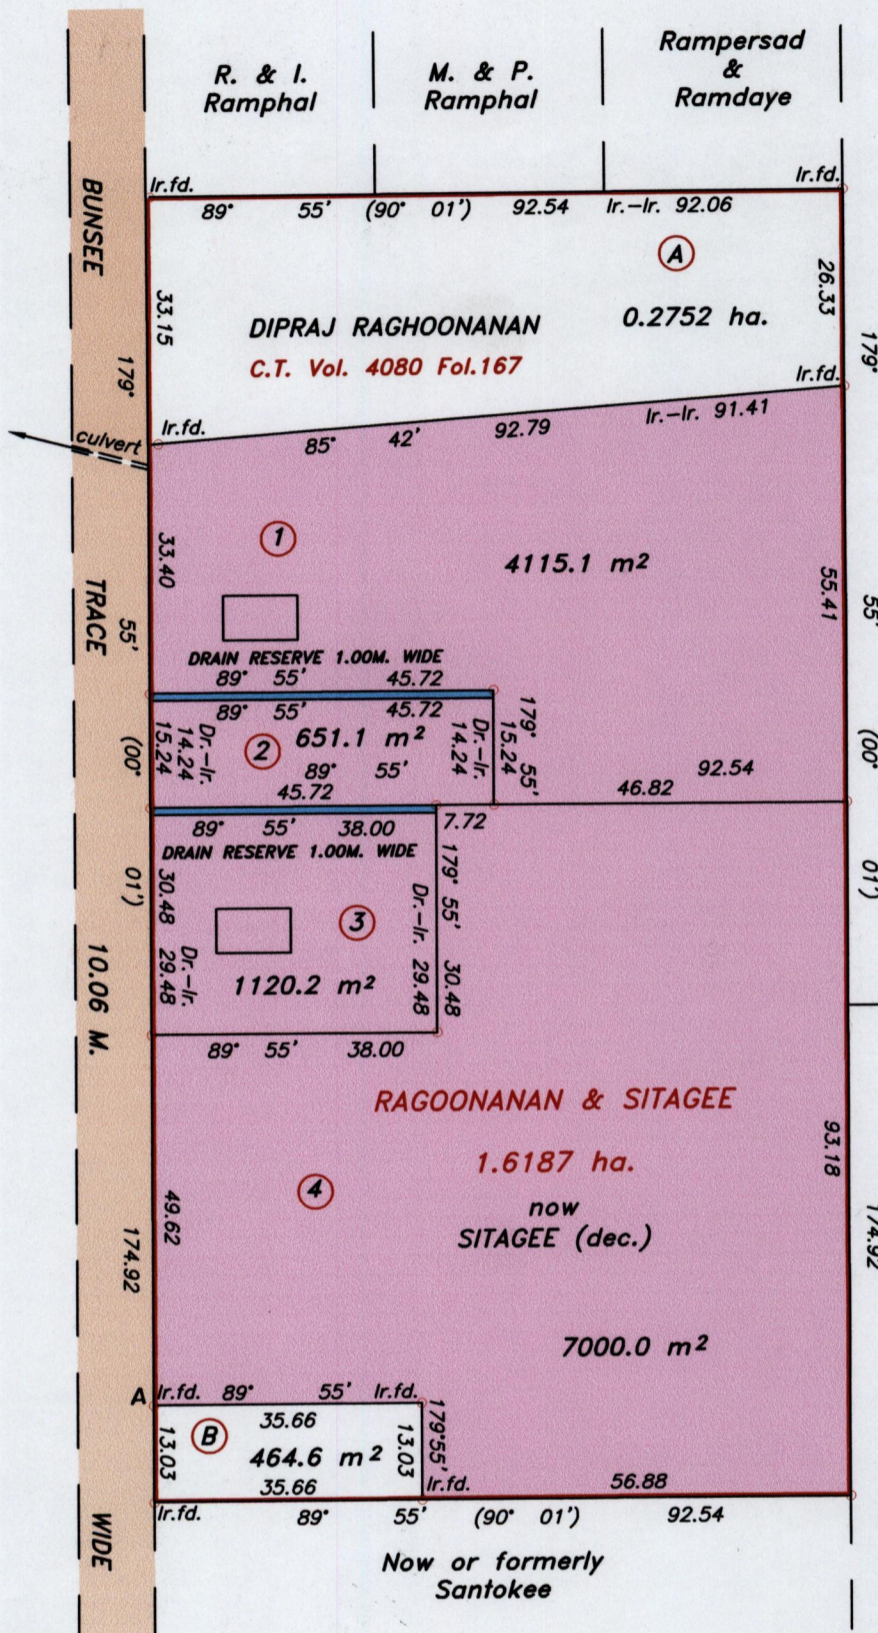 R. & I.
Ramphal
M. & P.
Ramphal
Rampersad
&
Ramdaye
Ir.fd.
Ir.fd.
89° 55' (90° 01') 92.54 Ir.–Ir. 92.06
A
0.2752 ha.
DIPRAJ RAGHOONANAN
C.T. Vol. 4080 Fol.167
33.15
26.33
Ir.fd.
Ir.fd.
85° 42' 92.79 Ir.–Ir. 91.41
culvert
BUNSEE TRACE 10.06 M. WIDE
179° 55' (00° 01') 174.92
179° 55' (00° 01') 174.92
1
33.40
4115.1 m²
55.41
DRAIN RESERVE 1.00M. WIDE
89° 55' 45.72
89° 55' 45.72
2
651.1 m²
Dr.–Ir.
14.24
15.24
Dr.–Ir.
14.24
179° 55'
15.24
89° 55'
45.72
92.54
46.82
7.72
89° 55' 38.00
DRAIN RESERVE 1.00M. WIDE
30.48
Dr.–Ir.
29.48
3
1120.2 m²
Dr.–Ir. 29.48
179° 55' 30.48
89° 55' 38.00
RAGOONANAN & SITAGEE
1.6187 ha.
now
SITAGEE (dec.)
4
49.62
93.18
7000.0 m²
A
Ir.fd. 89° 55' Ir.fd.
35.66
B
464.6 m²
13.03
13.03
179°55'
35.66
Ir.fd.
56.88
Ir.fd.
89° 55' (90° 01') 92.54
Now or formerly
Santokee